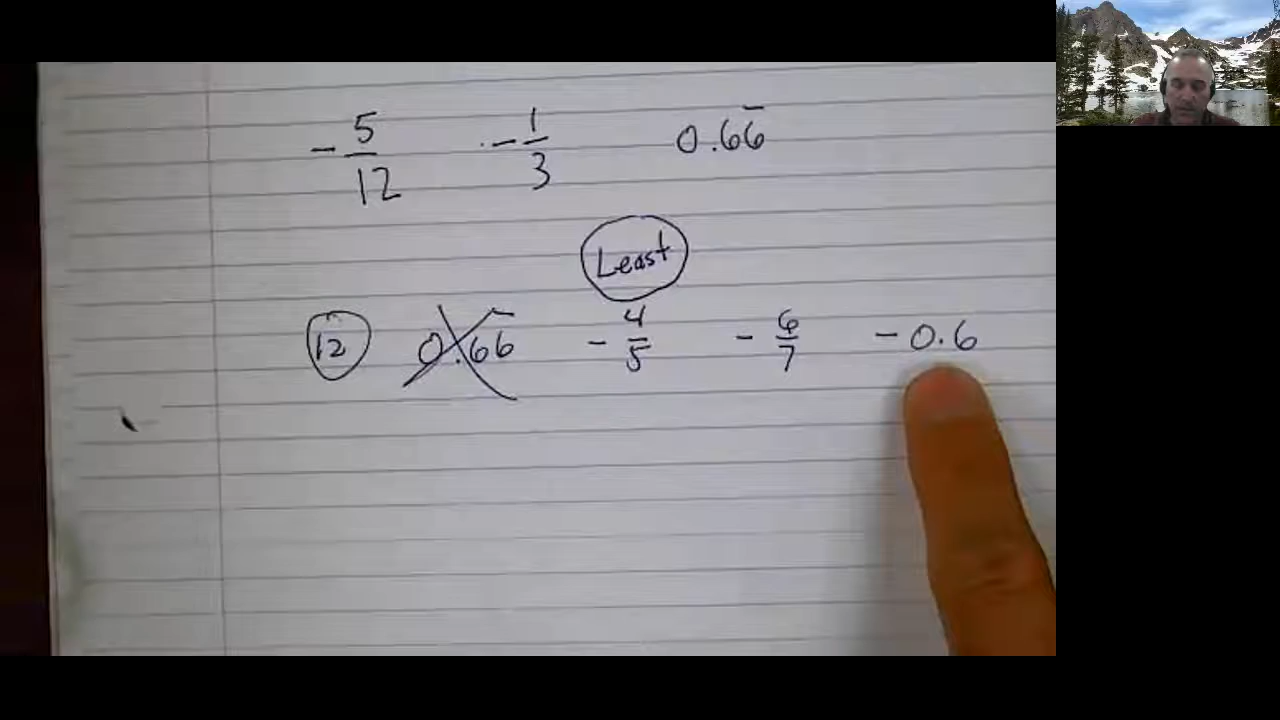 - 5/12 - 1/3 0.66̅
Least
12 0.66̅ - 4/5 - 6/7 - 0.6